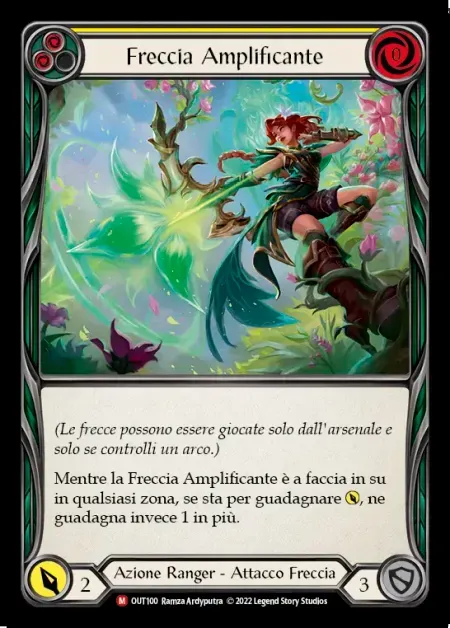 Freccia Amplificante
0
(Le frecce possono essere giocate solo dall'arsenale e
solo se controlli un arco.)
Mentre la Freccia Amplificante è a faccia in su
in qualsiasi zona, se sta per guadagnare , ne
guadagna invece 1 in più.
2
Azione Ranger - Attacco Freccia
3
M OUT100 Ramza Ardyputra © 2022 Legend Story Studios